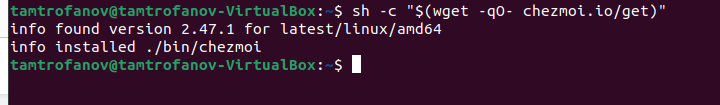 tamtrofanov@tamtrofanov-VirtualBox:~$ sh -c "$(wget -qO- chezmoi.io/get)"
info found version 2.47.1 for latest/linux/amd64
info installed ./bin/chezmoi
tamtrofanov@tamtrofanov-VirtualBox:~$